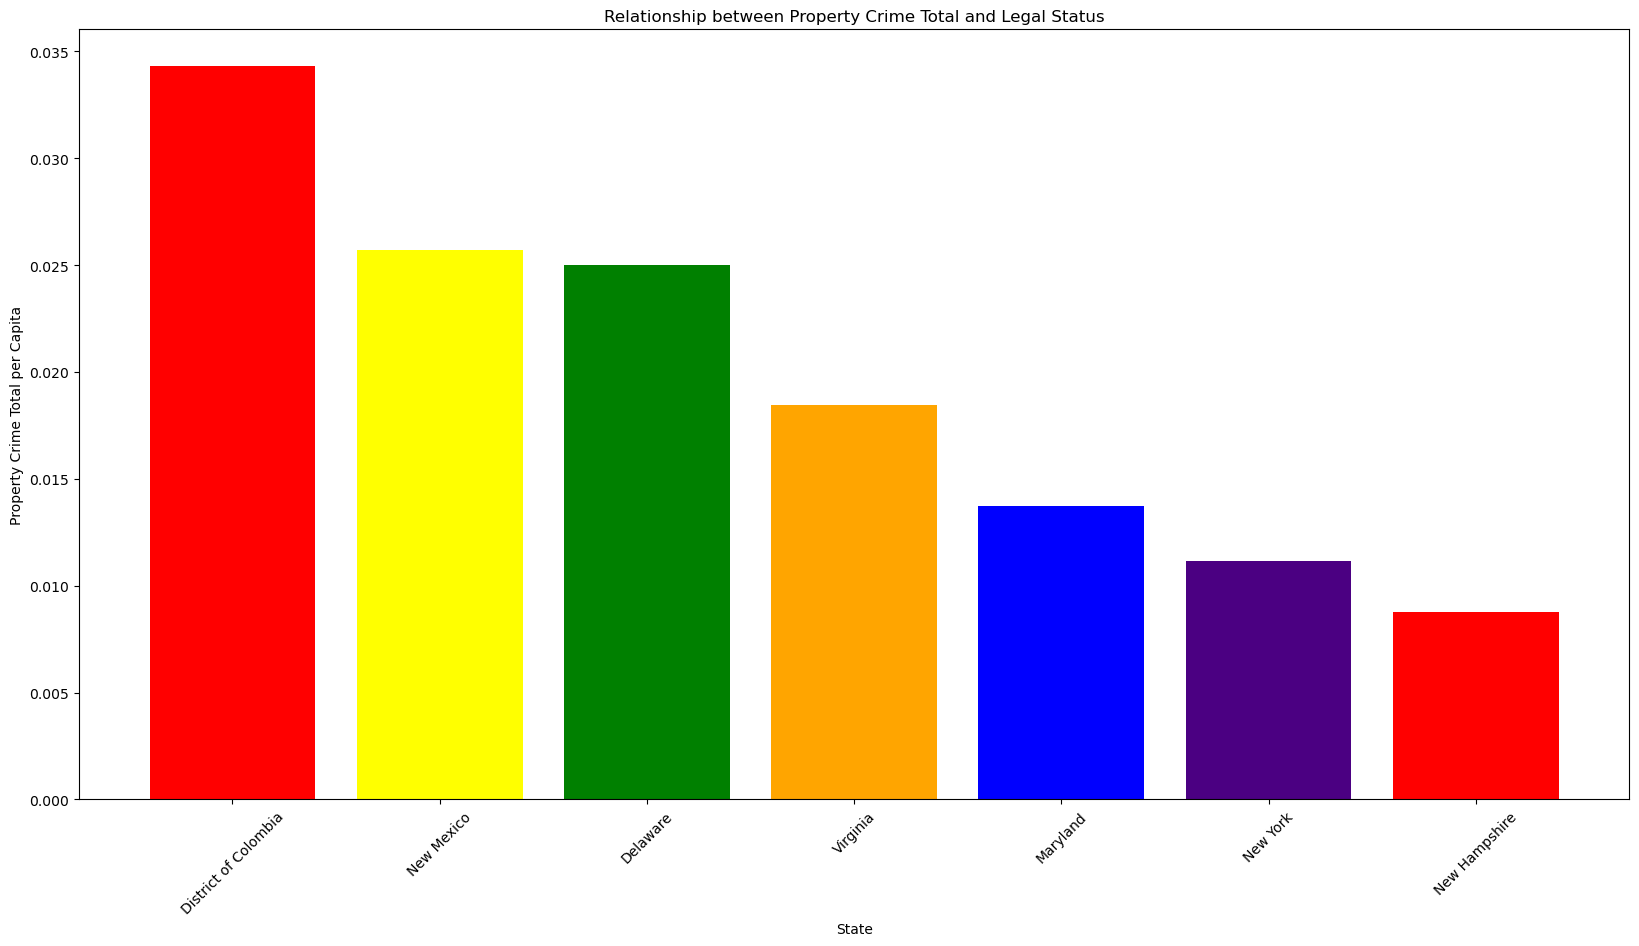 Relationship between Property Crime Total and Legal Status
Property Crime Total per Capita
0.035
0.030
0.025
0.020
0.015
0.010
0.005
0.000
District of Colombia
New Mexico
Delaware
Virginia
Maryland
New York
New Hampshire
State